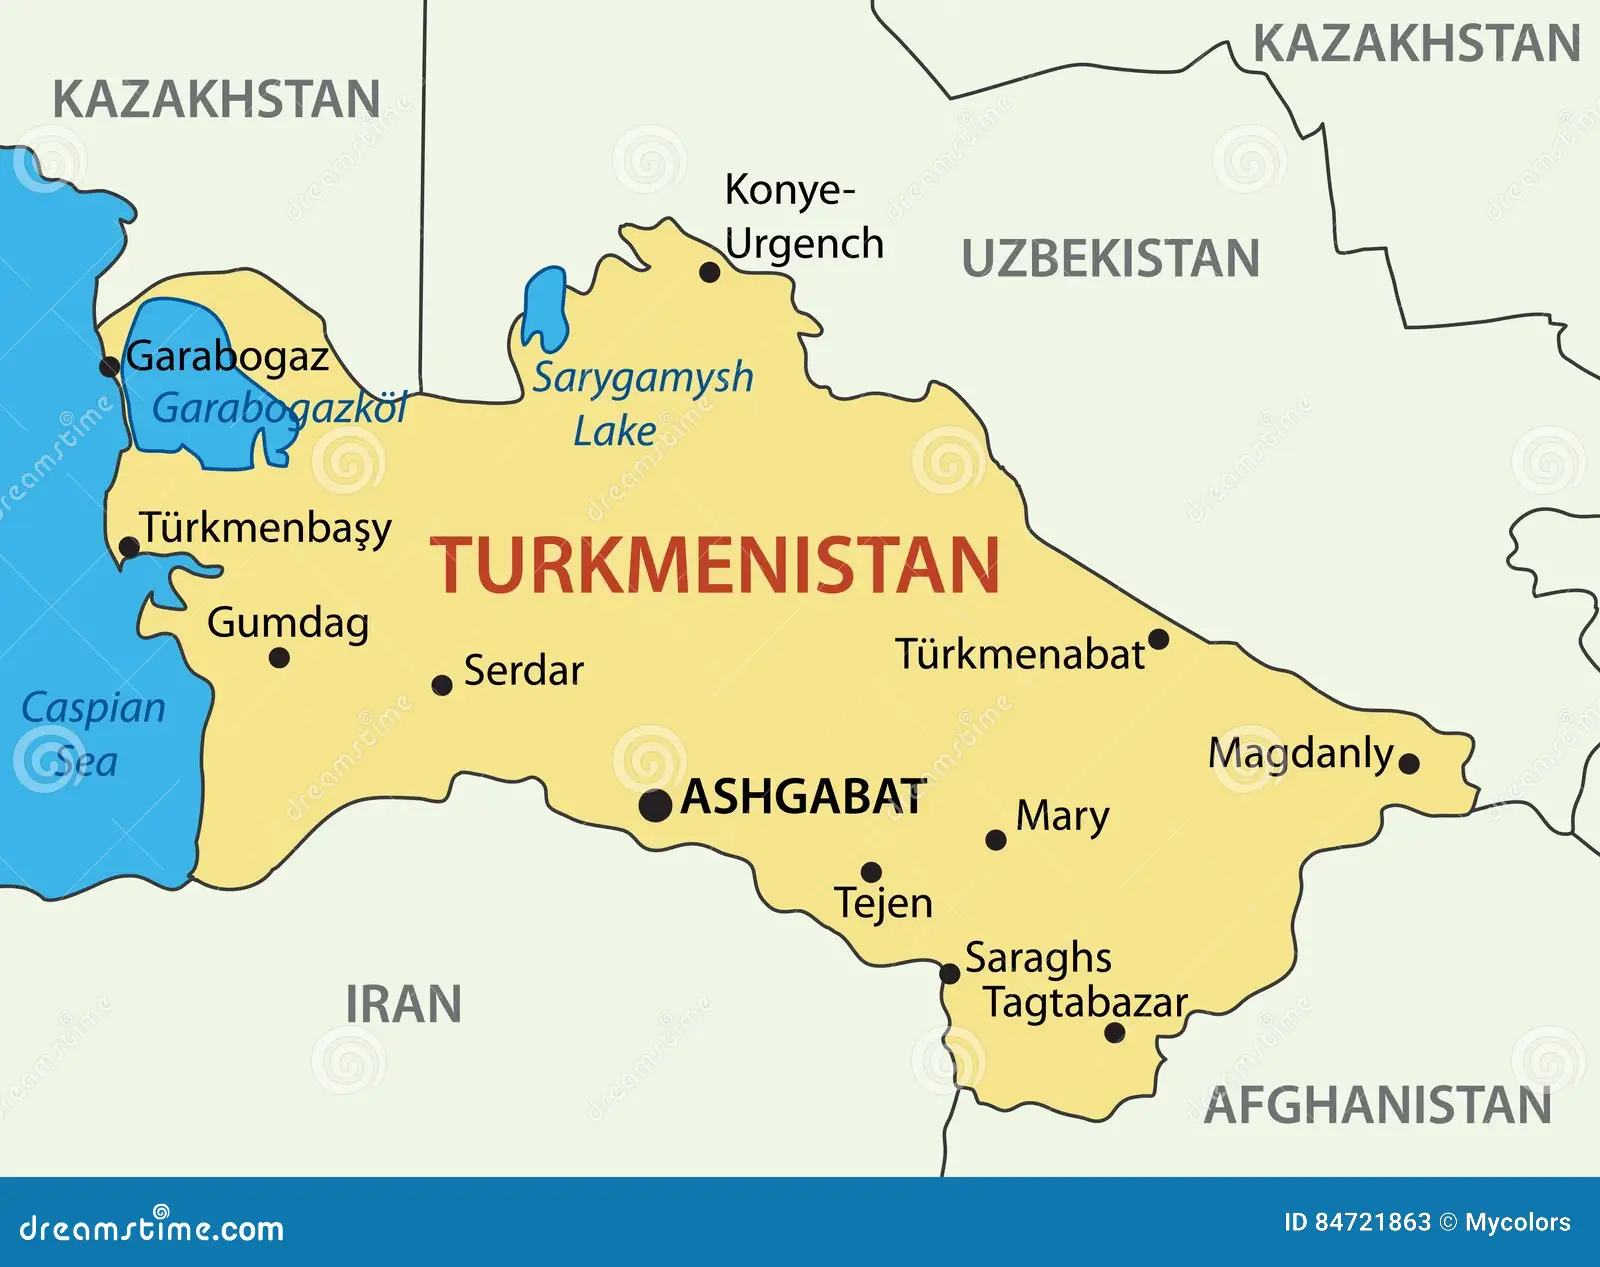 KAZAKHSTAN
KAZAKHSTAN
Konye-
Urgench
UZBEKISTAN
Garabogaz
Garabogazköl
Sarygamysh
Lake
Türkmenbaşy
TURKMENISTAN
Gumdag
Serdar
Türkmenabat
Caspian
Sea
Magdanly
ASHGABAT
Mary
Tejen
Saraghs
Tagtabazar
IRAN
AFGHANISTAN
dreamstime.com
ID 84721863 © Mycolors